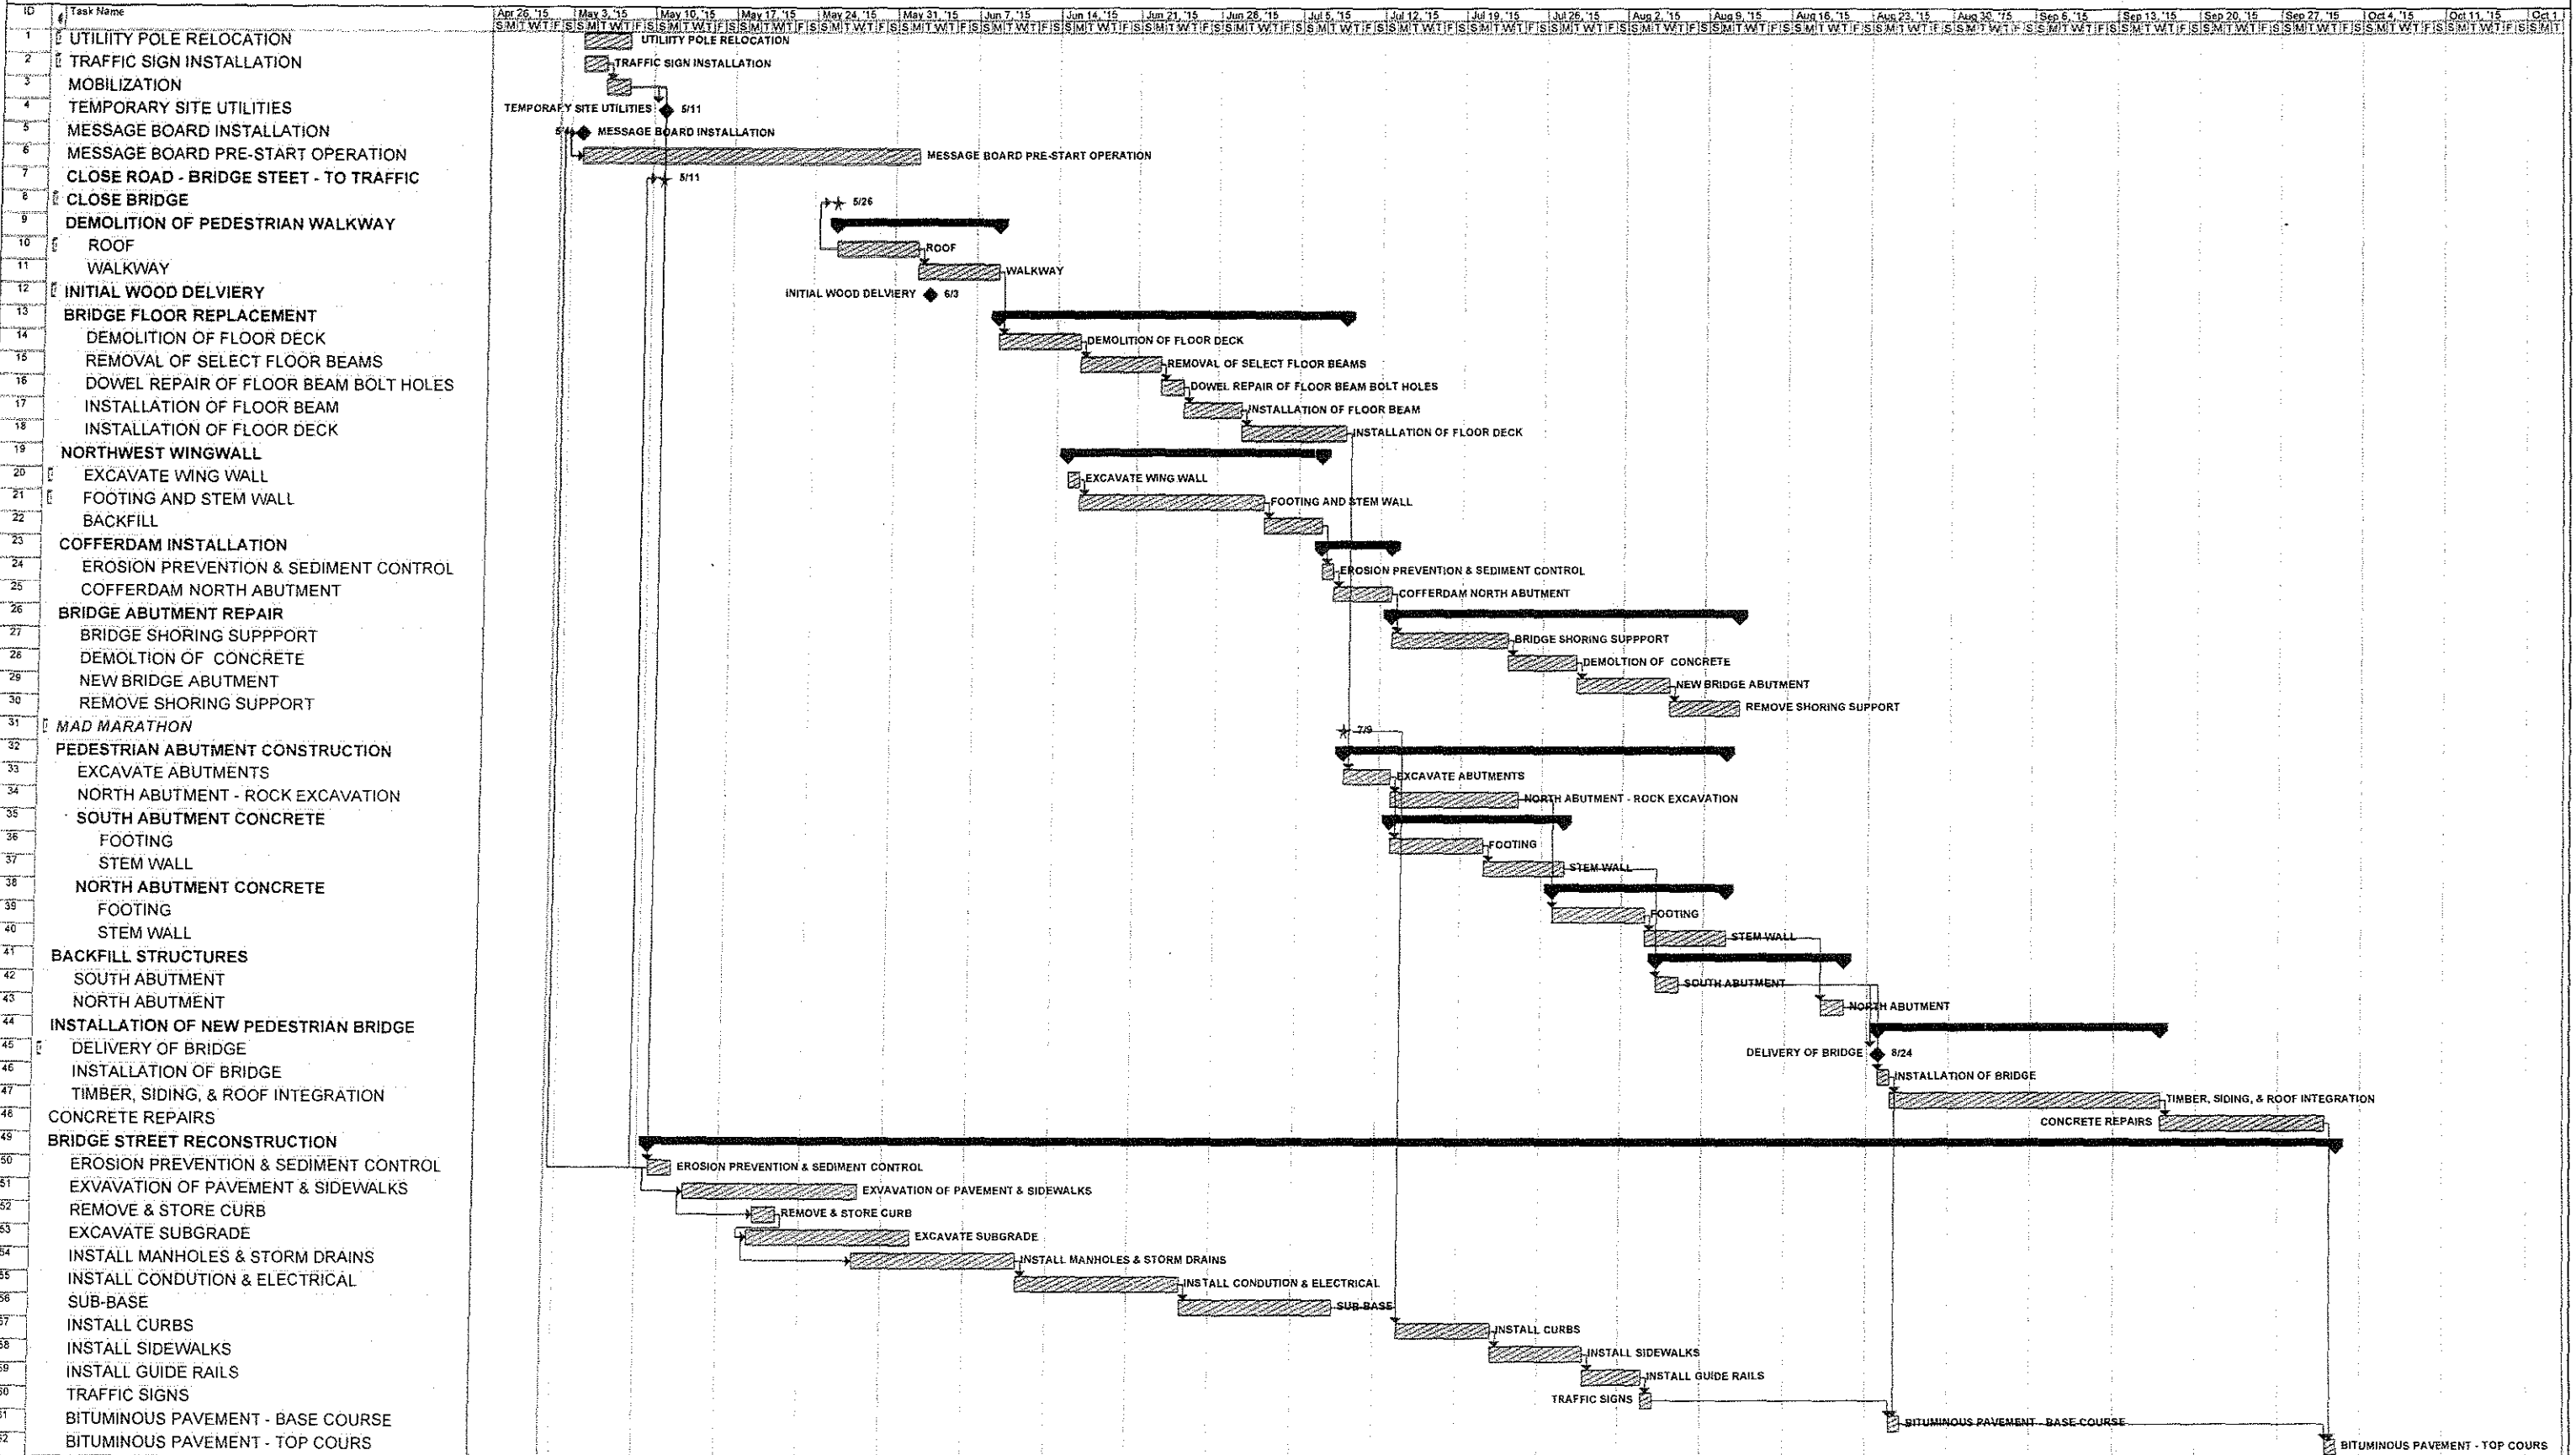 ID Task Name Apr 26, '15 May 3, '15 May 10, '15 May 17, '15 May 24, '15 May 31, '15 Jun 7, '15 Jun 14, '15 Jun 21, '15 Jun 28, '15 Jul 5, '15 Jul 12, '15 Jul 19, '15 Jul 26, '15 Aug 2, '15 Aug 9, '15 Aug 16, '15 Aug 23, '15 Aug 30, '15 Sep 6, '15 Sep 13, '15 Sep 20, '15 Sep 27, '15 Oct 4, '15 Oct 11, '15 Oct 1
1 UTILIITY POLE RELOCATION UTILIITY POLE RELOCATION
2 TRAFFIC SIGN INSTALLATION TRAFFIC SIGN INSTALLATION
3 MOBILIZATION
4 TEMPORARY SITE UTILITIES TEMPORARY SITE UTILITIES 5/11
5 MESSAGE BOARD INSTALLATION 5/4 MESSAGE BOARD INSTALLATION
6 MESSAGE BOARD PRE-START OPERATION MESSAGE BOARD PRE-START OPERATION
7 CLOSE ROAD - BRIDGE STEET - TO TRAFFIC 5/11
8 CLOSE BRIDGE 5/26
9 DEMOLITION OF PEDESTRIAN WALKWAY
10 ROOF ROOF
11 WALKWAY WALKWAY
12 INITIAL WOOD DELVIERY INITIAL WOOD DELVIERY 6/3
13 BRIDGE FLOOR REPLACEMENT
14 DEMOLITION OF FLOOR DECK DEMOLITION OF FLOOR DECK
15 REMOVAL OF SELECT FLOOR BEAMS REMOVAL OF SELECT FLOOR BEAMS
16 DOWEL REPAIR OF FLOOR BEAM BOLT HOLES DOWEL REPAIR OF FLOOR BEAM BOLT HOLES
17 INSTALLATION OF FLOOR BEAM INSTALLATION OF FLOOR BEAM
18 INSTALLATION OF FLOOR DECK INSTALLATION OF FLOOR DECK
19 NORTHWEST WINGWALL
20 EXCAVATE WING WALL EXCAVATE WING WALL
21 FOOTING AND STEM WALL FOOTING AND STEM WALL
22 BACKFILL
23 COFFERDAM INSTALLATION
24 EROSION PREVENTION & SEDIMENT CONTROL EROSION PREVENTION & SEDIMENT CONTROL
25 COFFERDAM NORTH ABUTMENT COFFERDAM NORTH ABUTMENT
26 BRIDGE ABUTMENT REPAIR
27 BRIDGE SHORING SUPPPORT BRIDGE SHORING SUPPPORT
28 DEMOLTION OF CONCRETE DEMOLTION OF CONCRETE
29 NEW BRIDGE ABUTMENT NEW BRIDGE ABUTMENT
30 REMOVE SHORING SUPPORT REMOVE SHORING SUPPORT
31 MAD MARATHON 7/9
32 PEDESTRIAN ABUTMENT CONSTRUCTION
33 EXCAVATE ABUTMENTS EXCAVATE ABUTMENTS
34 NORTH ABUTMENT - ROCK EXCAVATION NORTH ABUTMENT - ROCK EXCAVATION
35 SOUTH ABUTMENT CONCRETE
36 FOOTING FOOTING
37 STEM WALL STEM WALL
38 NORTH ABUTMENT CONCRETE
39 FOOTING FOOTING
40 STEM WALL STEM WALL
41 BACKFILL STRUCTURES
42 SOUTH ABUTMENT SOUTH ABUTMENT
43 NORTH ABUTMENT NORTH ABUTMENT
44 INSTALLATION OF NEW PEDESTRIAN BRIDGE
45 DELIVERY OF BRIDGE DELIVERY OF BRIDGE 8/24
46 INSTALLATION OF BRIDGE INSTALLATION OF BRIDGE
47 TIMBER, SIDING, & ROOF INTEGRATION TIMBER, SIDING, & ROOF INTEGRATION
48 CONCRETE REPAIRS CONCRETE REPAIRS
49 BRIDGE STREET RECONSTRUCTION
50 EROSION PREVENTION & SEDIMENT CONTROL EROSION PREVENTION & SEDIMENT CONTROL
51 EXVAVATION OF PAVEMENT & SIDEWALKS EXVAVATION OF PAVEMENT & SIDEWALKS
52 REMOVE & STORE CURB REMOVE & STORE CURB
53 EXCAVATE SUBGRADE EXCAVATE SUBGRADE
54 INSTALL MANHOLES & STORM DRAINS INSTALL MANHOLES & STORM DRAINS
55 INSTALL CONDUTION & ELECTRICAL INSTALL CONDUTION & ELECTRICAL
56 SUB-BASE SUB-BASE
57 INSTALL CURBS INSTALL CURBS
58 INSTALL SIDEWALKS INSTALL SIDEWALKS
59 INSTALL GUIDE RAILS INSTALL GUIDE RAILS
60 TRAFFIC SIGNS TRAFFIC SIGNS
61 BITUMINOUS PAVEMENT - BASE COURSE BITUMINOUS PAVEMENT - BASE COURSE
62 BITUMINOUS PAVEMENT - TOP COURS BITUMINOUS PAVEMENT - TOP COURS